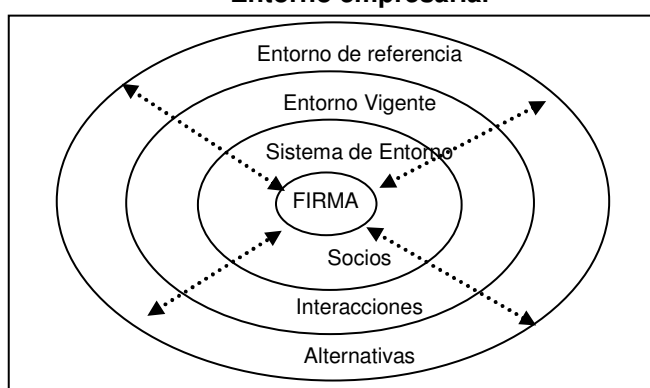 Entorno empresarial
Entorno de referencia
Entorno Vigente
Sistema de Entorno
FIRMA
Socios
Interacciones
Alternativas